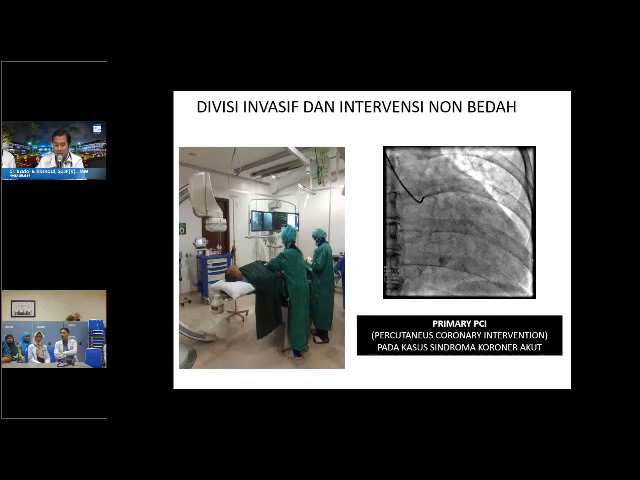 DIVISI INVASIF DAN INTERVENSI NON BEDAH
PRIMARY PCI
(PERCUTANEUS CORONARY INTERVENTION)
PADA KASUS SINDROMA KORONER AKUT